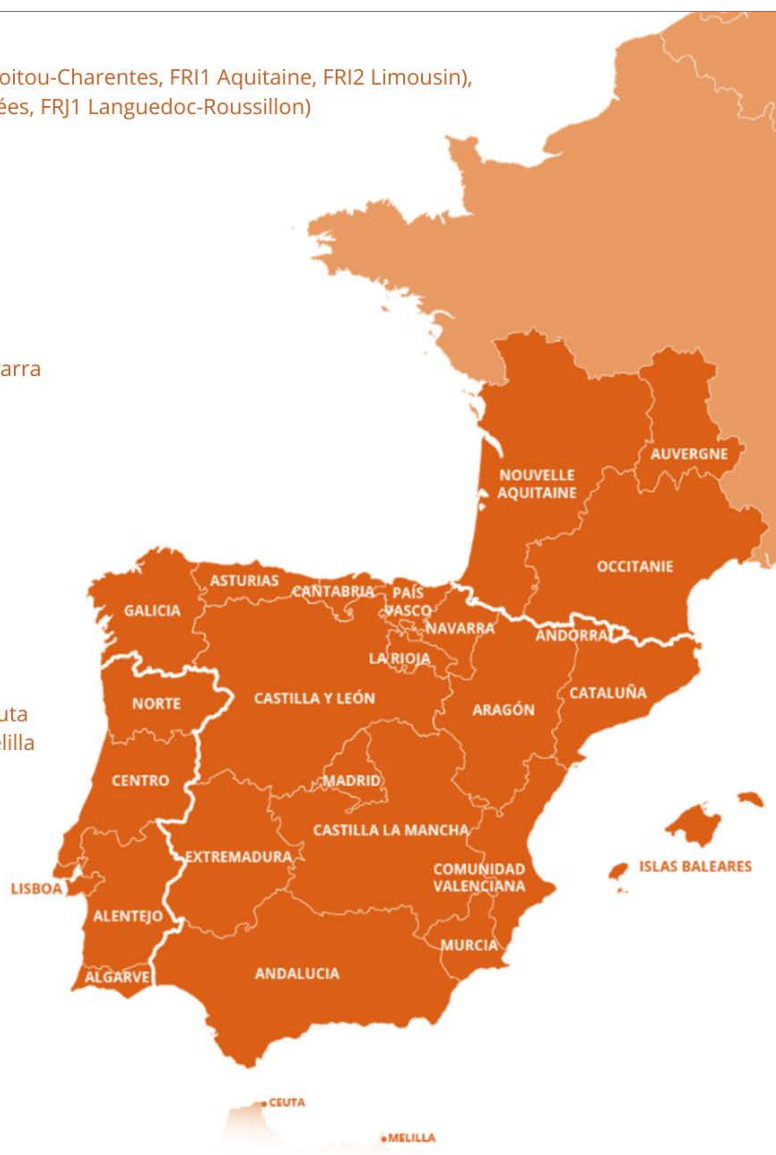 oitou-Charentes, FRI1 Aquitaine, FRI2 Limousin),
ées, FRJ1 Languedoc-Roussillon)
arra
AUVERGNE
NOUVELLE
AQUITAINE
OCCITANIE
ASTURIAS
CANTABRIA
PAÍS
VASCO
GALICIA
NAVARRA
ANDORRA
LA RIOJA
CATALUÑA
CASTILLA Y LEÓN
NORTE
ARAGÓN
uta
elilla
CENTRO
MADRID
CASTILLA LA MANCHA
EXTREMADURA
COMUNIDAD
VALENCIANA
ISLAS BALEARES
LISBOA
ALENTEJO
MURCIA
ALGARVE
ANDALUCIA
CEUTA
MELILLA